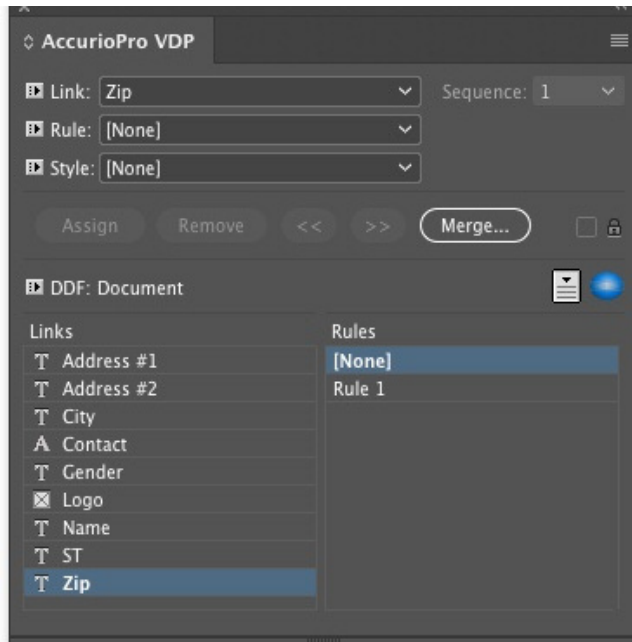 AccurioPro VDP
Link: Zip Sequence: 1
Rule: [None]
Style: [None]
Assign Remove << >> Merge...
DDF: Document
Links Rules
T Address #1 [None]
T Address #2 Rule 1
T City
A Contact
T Gender
Logo
T Name
T ST
T Zip